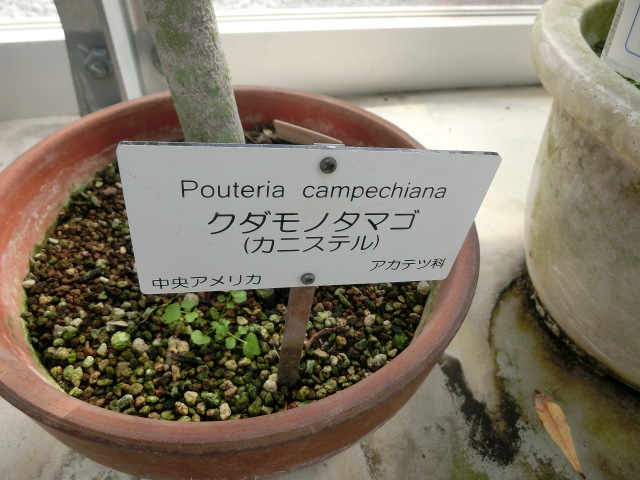 Pouteria campechiana
クダモノタマゴ
(カニステル)
アカテツ科
中央アメリカ